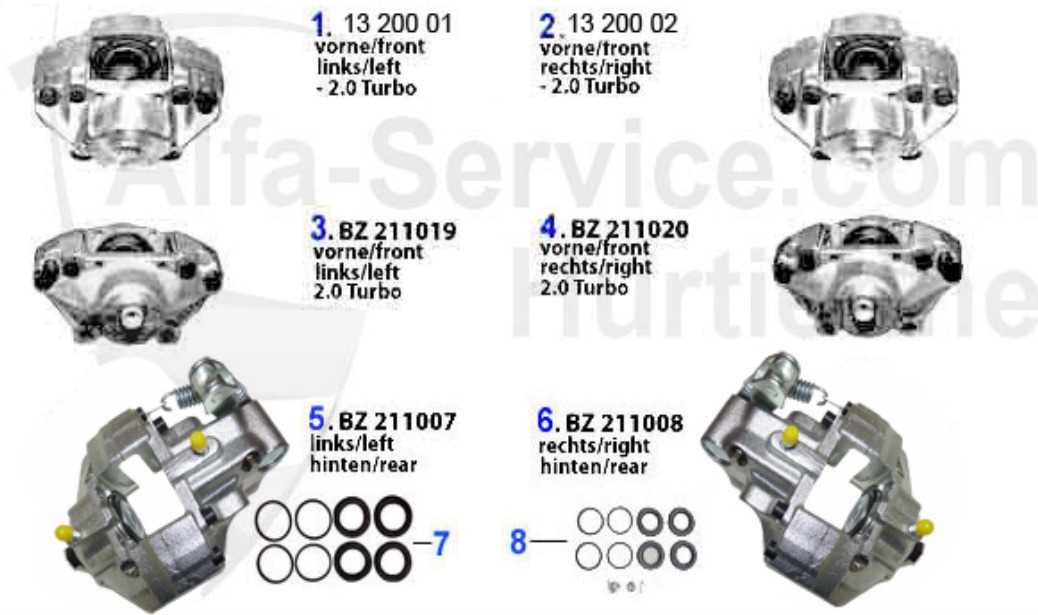 1. 13 200 01
vorne/front
links/left
- 2.0 Turbo
2. 13 200 02
vorne/front
rechts/right
- 2.0 Turbo
Alfa-Service.com
3. BZ 211019
vorne/front
links/left
2.0 Turbo
4. BZ 211020
vorne/front
rechts/right
2.0 Turbo
5. BZ 211007
links/left
hinten/rear
6. BZ 211008
rechts/right
hinten/rear
7
8